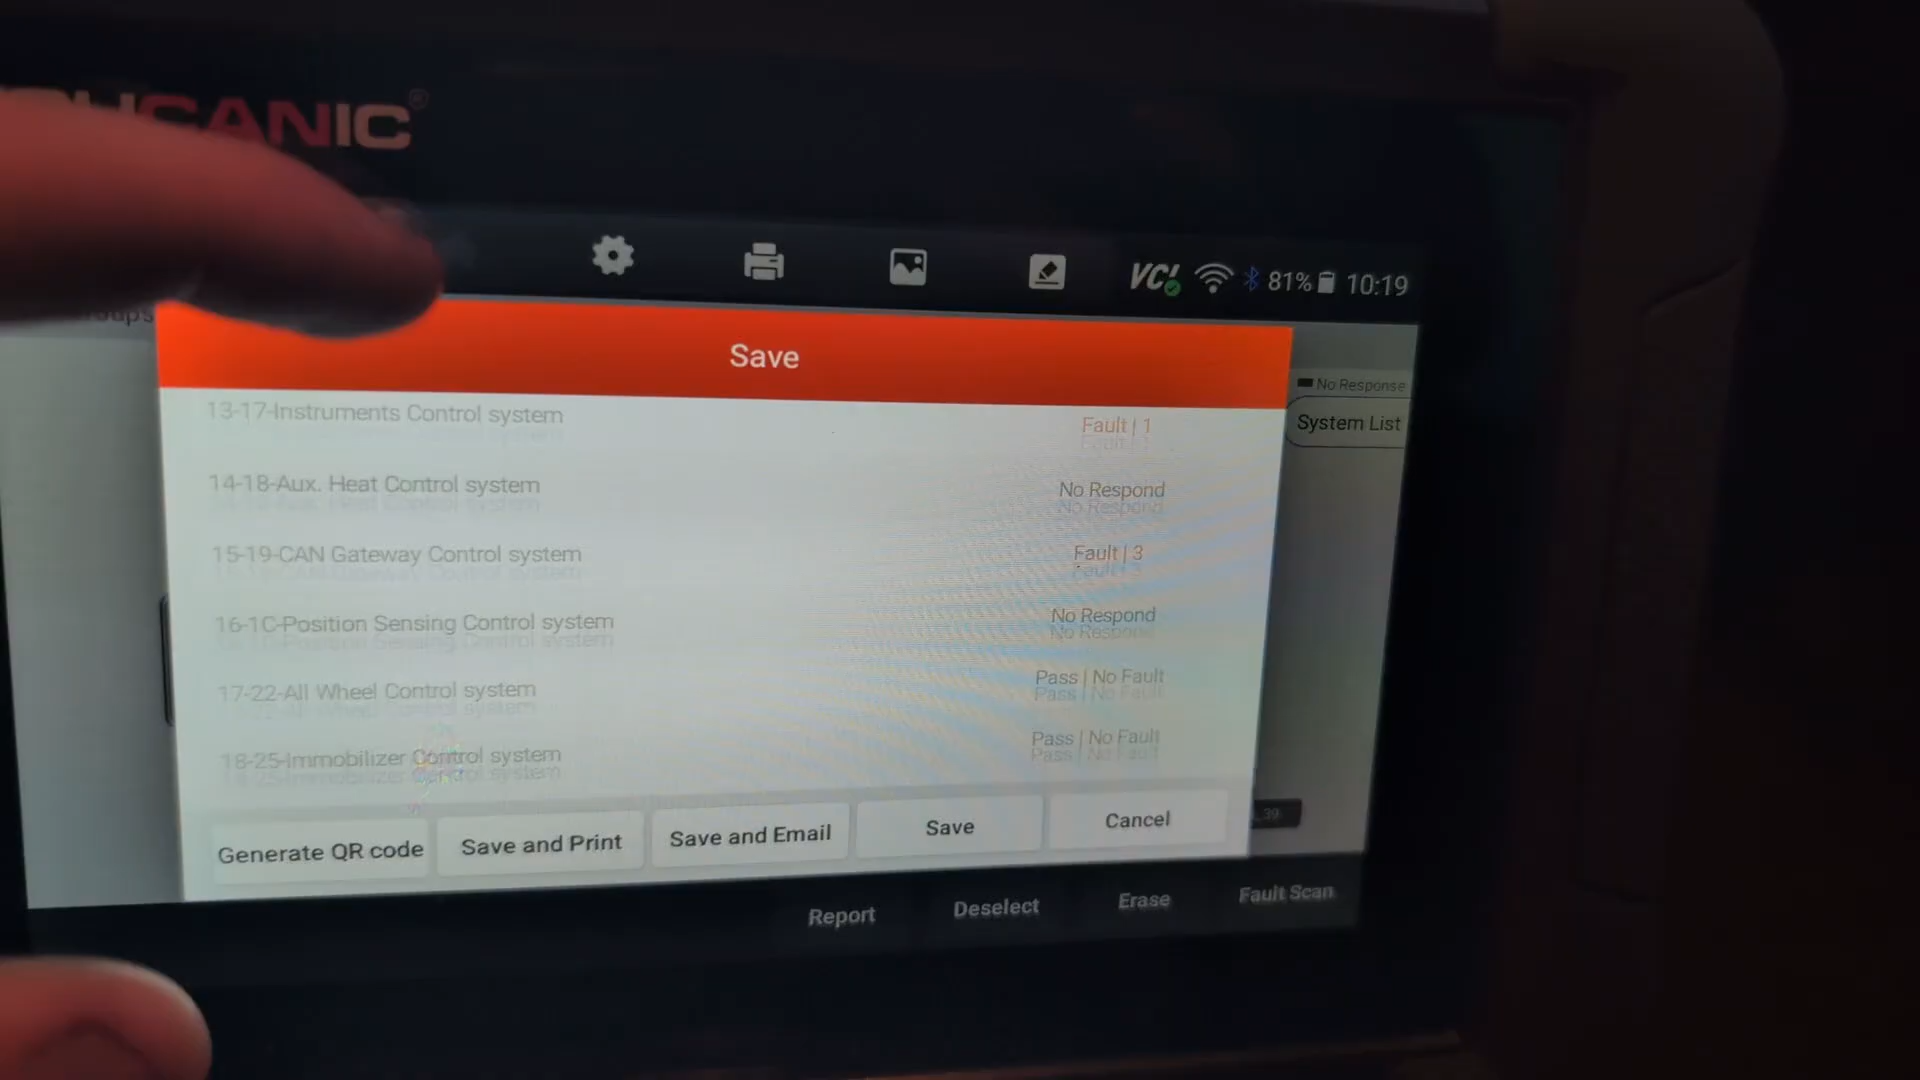 CANIC®
VCI 81% 10:19
Save
No Response
System List
13-17-Instruments Control system Fault | 1
14-18-Aux. Heat Control system No Respond
15-19-CAN Gateway Control system Fault | 3
16-1C-Position Sensing Control system No Respond
17-22-All Wheel Control system Pass | No Fault
18-25-Immobilizer Control system Pass | No Fault
Generate QR code Save and Print Save and Email Save Cancel
39
Report Deselect Erase Fault Scan